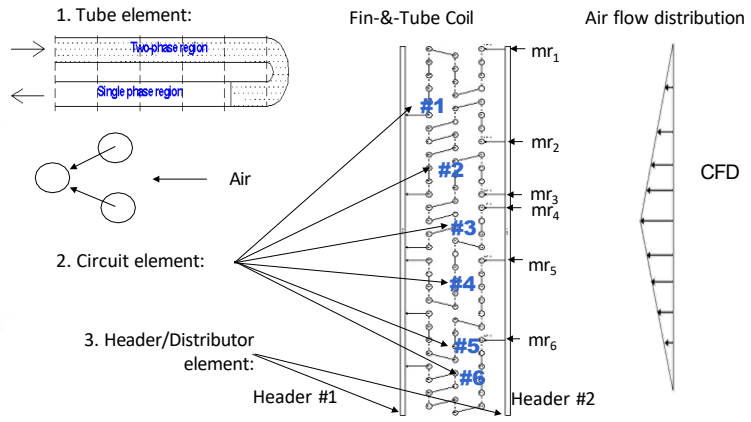 1. Tube element:
Fin-&-Tube Coil
Air flow distribution
Two-phase region
Single phase region
mr1
#1
mr2
#2
Air
CFD
mr3
mr4
#3
2. Circuit element:
mr5
#4
3. Header/Distributor
element:
mr6
#5
#6
Header #1
Header #2